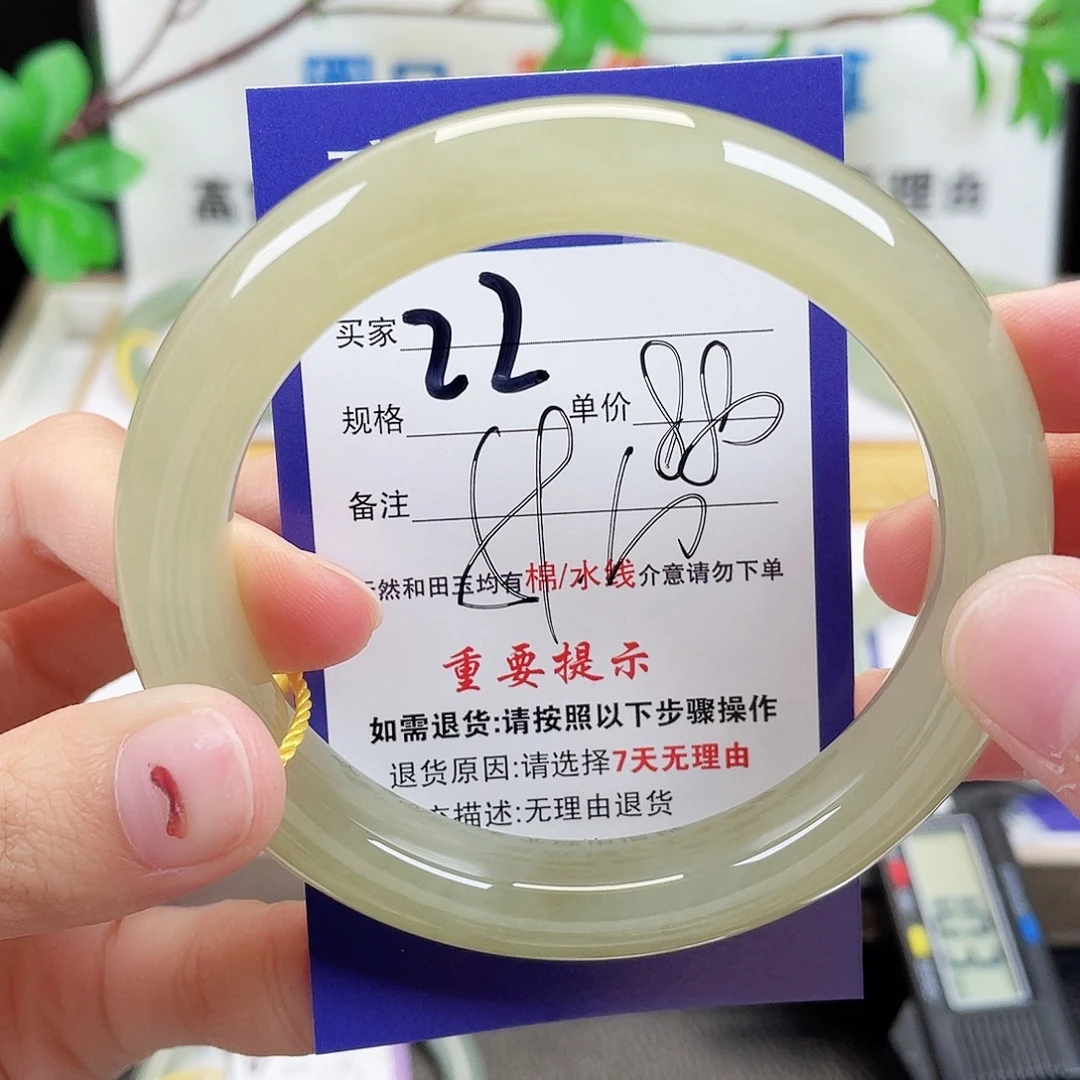 高
理由
买家 22
规格 单价
备注
然和田玉均有棉/水线介意请勿下单
重要提示
如需退货:请按照以下步骤操作
退货原因:请选择7天无理由
描述:无理由退货